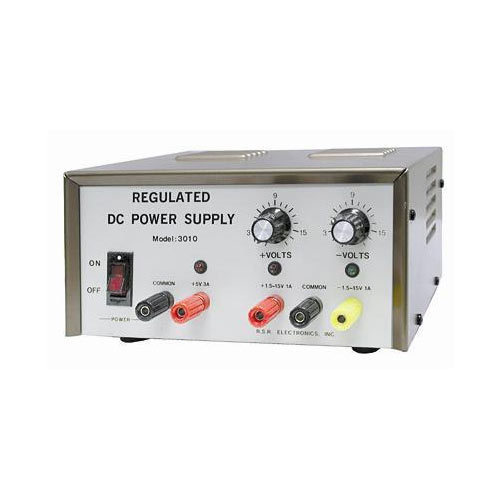 REGULATED
DC POWER SUPPLY
Model: 3010
3 9 15
+VOLTS
3 9 15
-VOLTS
ON
OFF
POWER
COMMON
+5V 3A
+1.5-15V 1A
COMMON
-1.5-15V 1A
R.S.R. ELECTRONICS, INC.